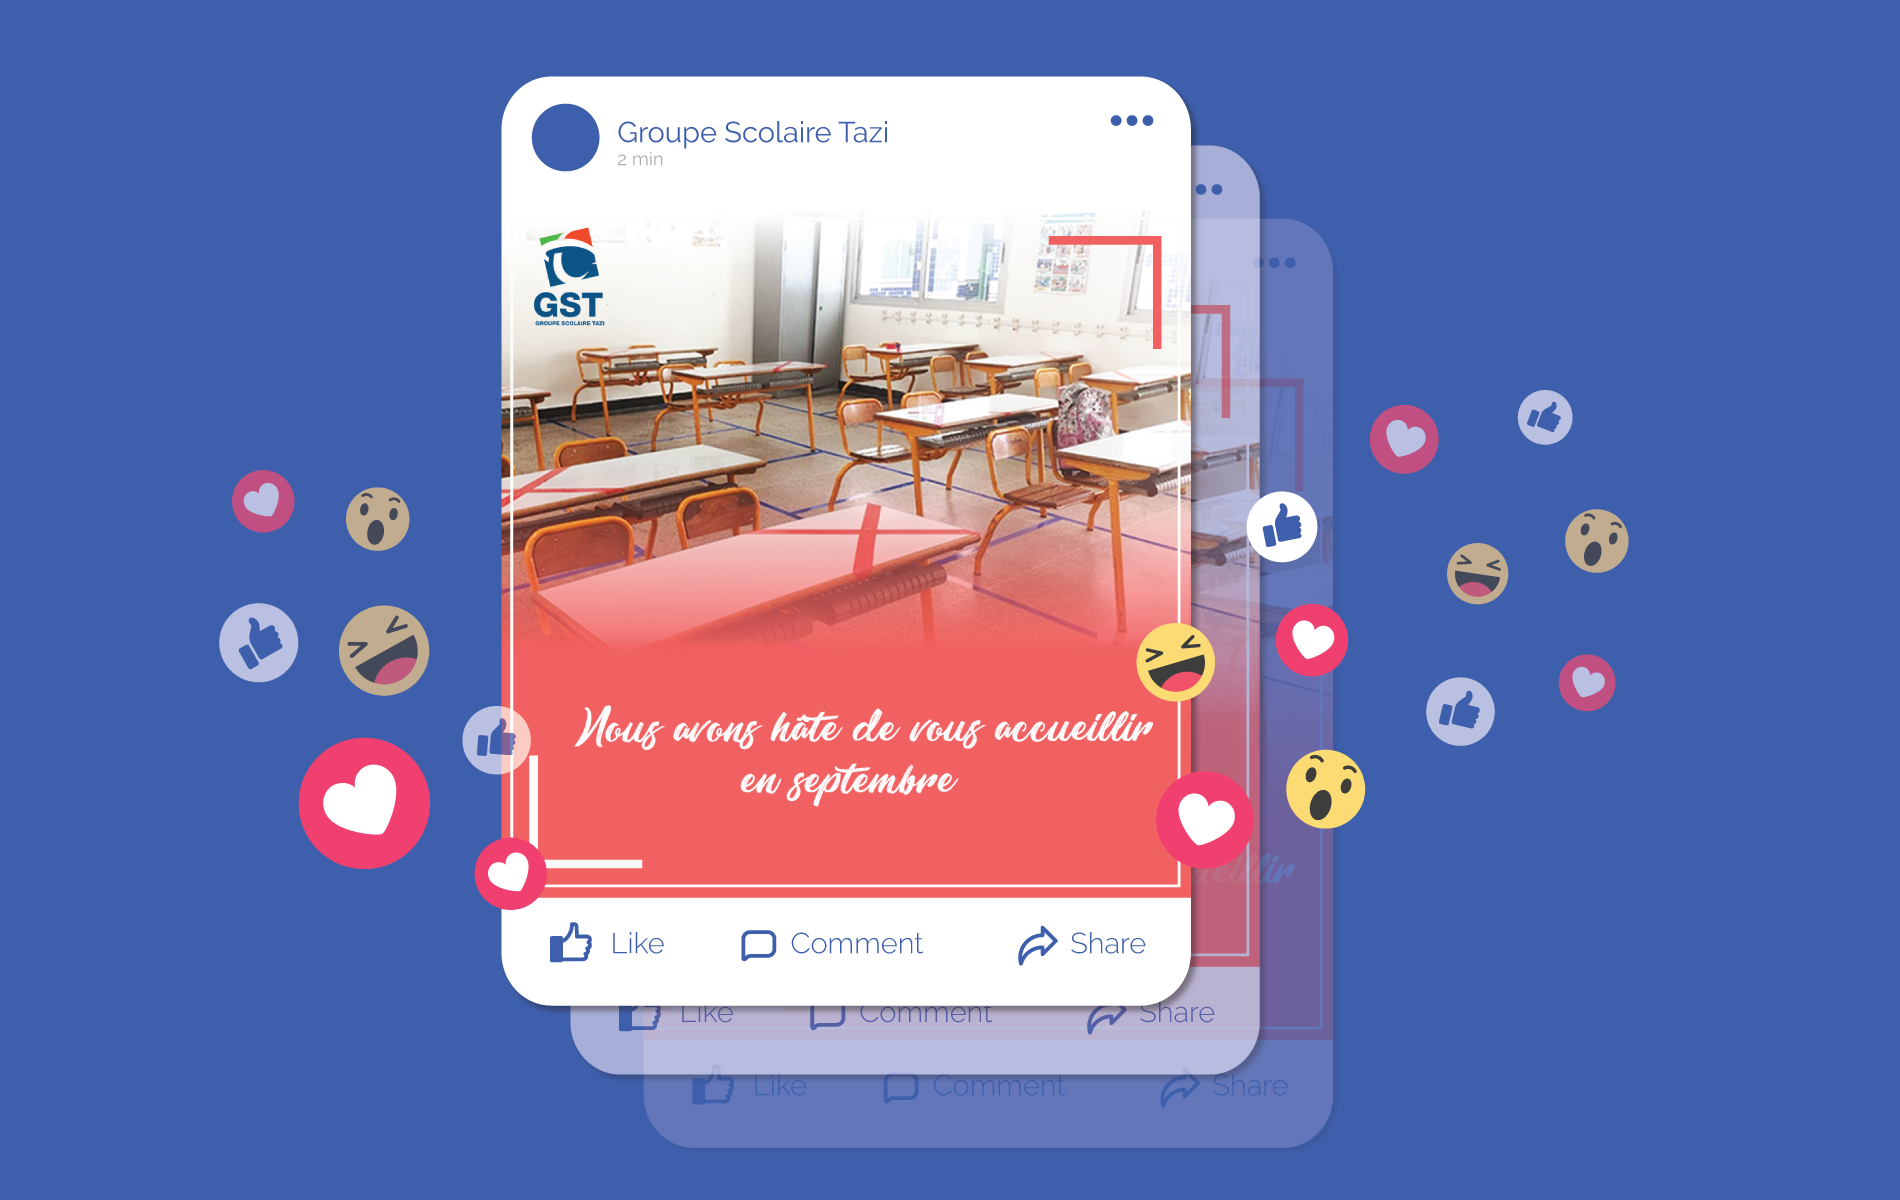 Groupe Scolaire Tazi
2 min
GST
GROUPE SCOLAIRE TAZI
Nous avons hâte de vous accueillir
en septembre
Like Comment Share
Like Comment Share
Like Comment Share